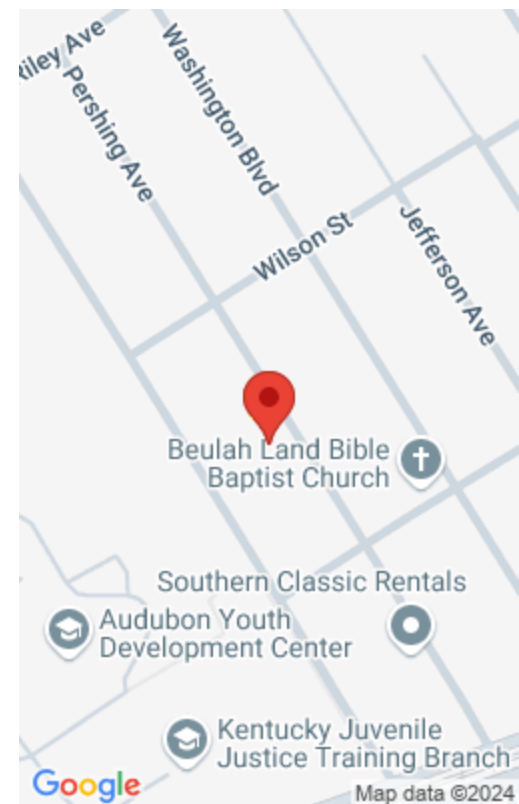 Riley Ave
Pershing Ave
Washington Blvd
Wilson St
Jefferson Ave
Beulah Land Bible
Baptist Church
Southern Classic Rentals
Audubon Youth
Development Center
Kentucky Juvenile
Justice Training Branch
Google
Map data ©2024